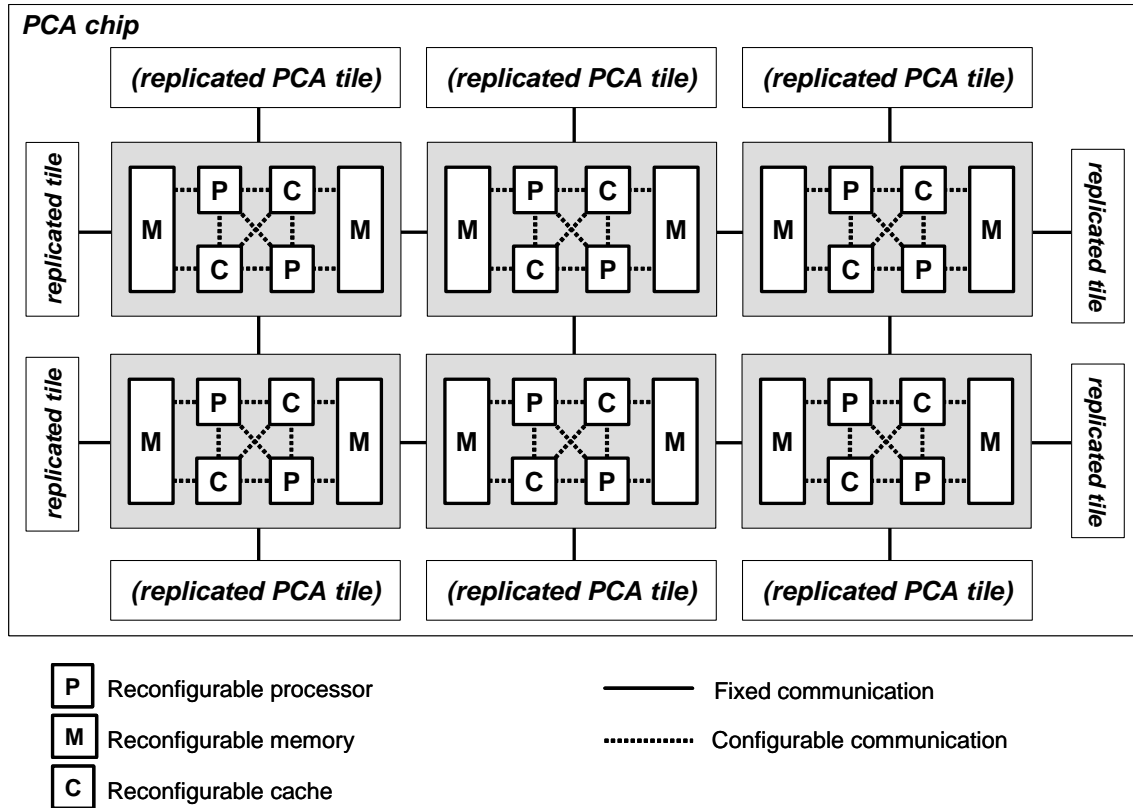 PCA chip
(replicated PCA tile) (replicated PCA tile) (replicated PCA tile)
replicated tile
M P C M M P C M M P C M
C P C P C P
replicated tile
replicated tile
M P C M M P C M M P C M
C P C P C P
replicated tile
(replicated PCA tile) (replicated PCA tile) (replicated PCA tile)
P Reconfigurable processor
M Reconfigurable memory
C Reconfigurable cache
Fixed communication
Configurable communication